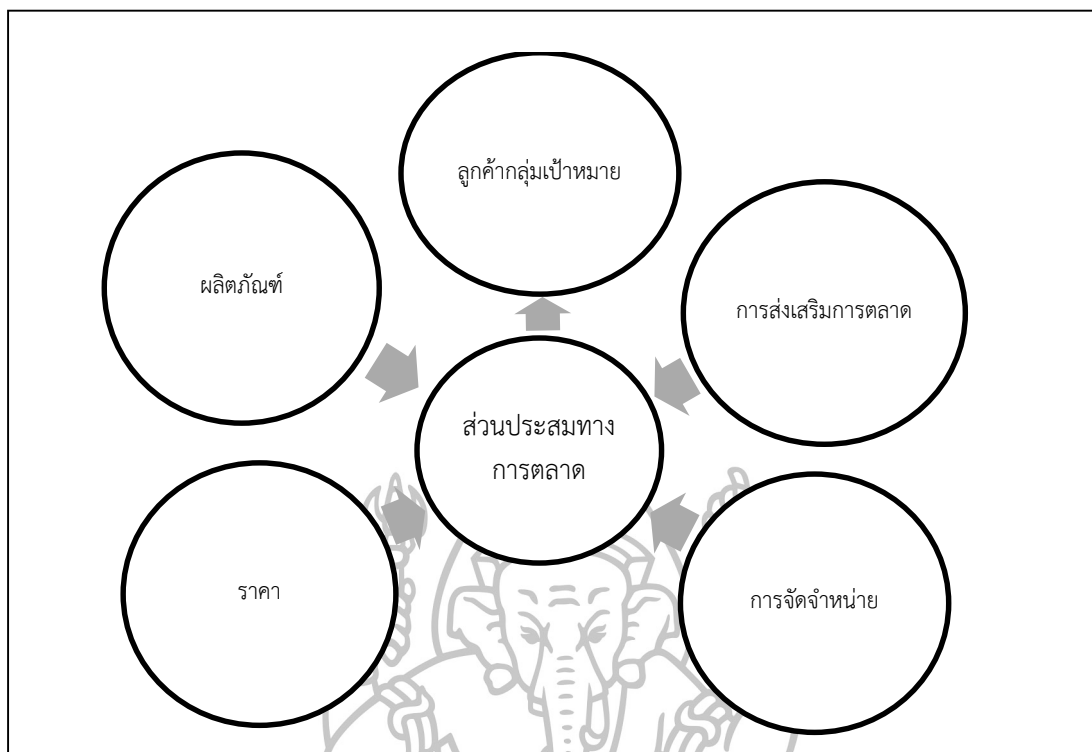 ลูกค้ากลุ่มเป้าหมาย
ผลิตภัณฑ์
การส่งเสริมการตลาด
ส่วนประสมทาง
การตลาด
ราคา
การจัดจำหน่าย